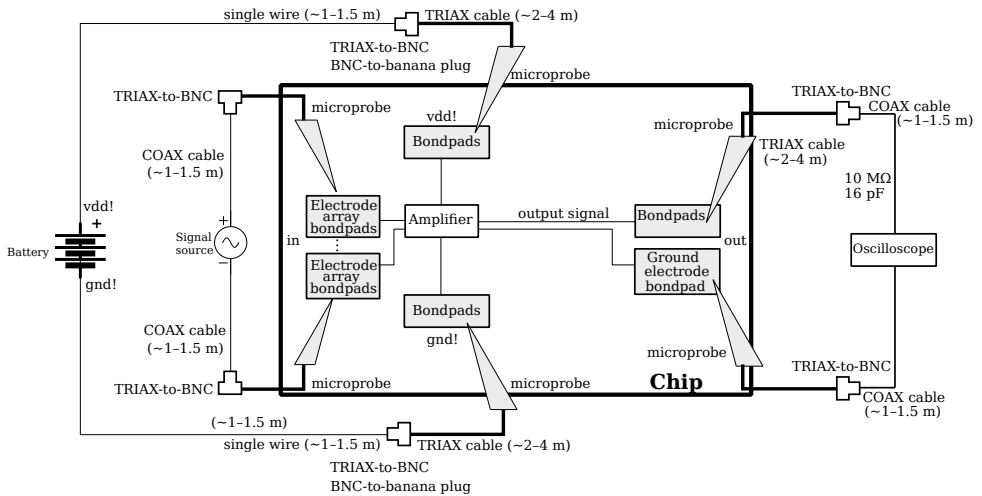 single wire (~1–1.5 m)
TRIAX cable (~2–4 m)
TRIAX-to-BNC
BNC-to-banana plug
microprobe
TRIAX-to-BNC
microprobe
vdd!
Bondpads
COAX cable
(~1–1.5 m)
TRIAX-to-BNC
COAX cable
(~1–1.5 m)
microprobe
TRIAX cable
(~2–4 m)
10 MΩ
16 pF
vdd!
+
Battery
gnd!
+
Signal
source
−
in
Electrode
array
bondpads
Electrode
array
bondpads
Amplifier
output signal
Bondpads
out
Ground
electrode
bondpad
Oscilloscope
Bondpads
gnd!
COAX cable
(~1–1.5 m)
TRIAX-to-BNC
microprobe
microprobe
microprobe
Chip
TRIAX-to-BNC
COAX cable
(~1–1.5 m)
(~1–1.5 m)
single wire (~1–1.5 m)
TRIAX cable (~2–4 m)
TRIAX-to-BNC
BNC-to-banana plug